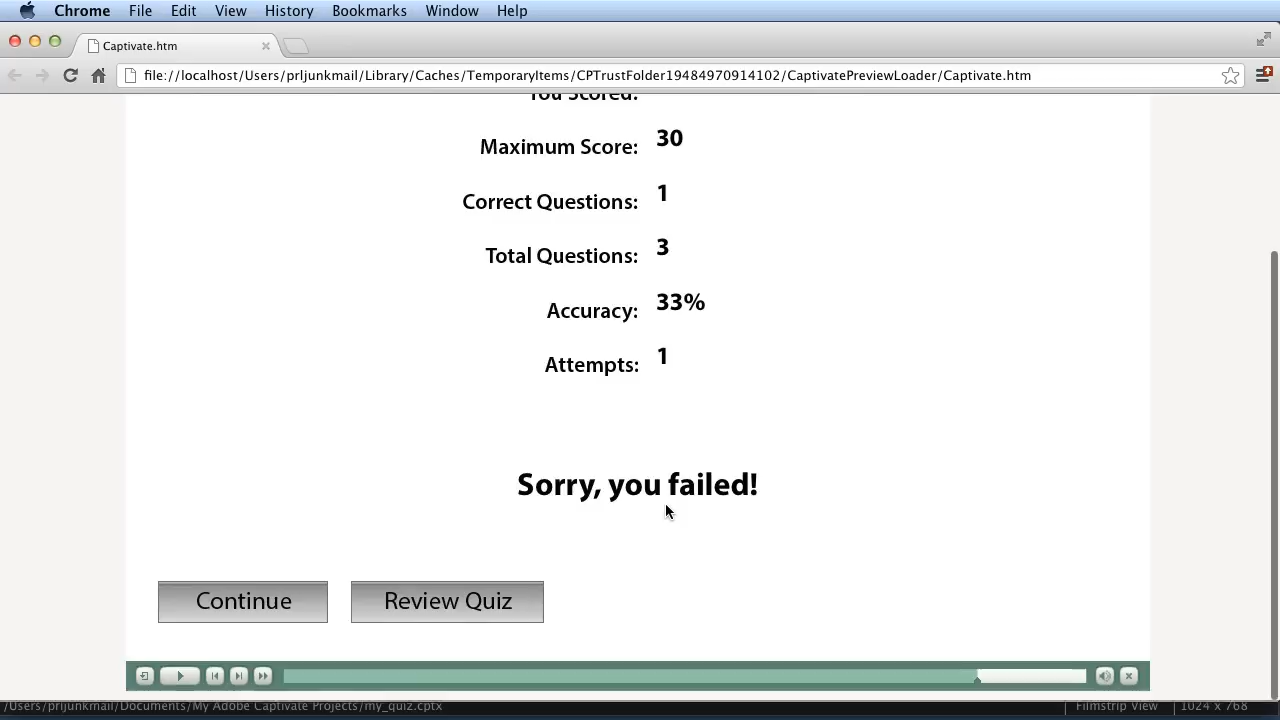 Chrome File Edit View History Bookmarks Window Help
Captivate.htm
file://localhost/Users/prljunkmail/Library/Caches/TemporaryItems/CPTrustFolder19484970914102/CaptivatePreviewLoader/Captivate.htm
You Scored:
Maximum Score: 30
Correct Questions: 1
Total Questions: 3
Accuracy: 33%
Attempts: 1
Sorry, you failed!
Continue Review Quiz
/Users/prljunkmail/Documents/My Adobe Captivate Projects/my_quiz.cptx | Filmstrip View | 1024 x 768